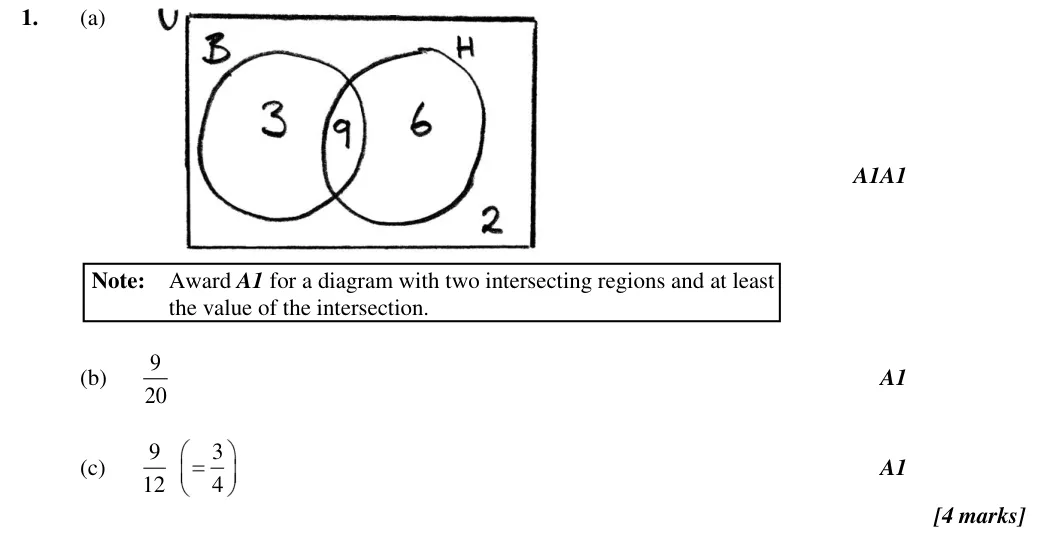 1. (a) U
B H
3 9 6
A1A1
2
Note: Award A1 for a diagram with two intersecting regions and at least
the value of the intersection.
(b) 9/20 A1
(c) 9/12 (= 3/4) A1
[4 marks]